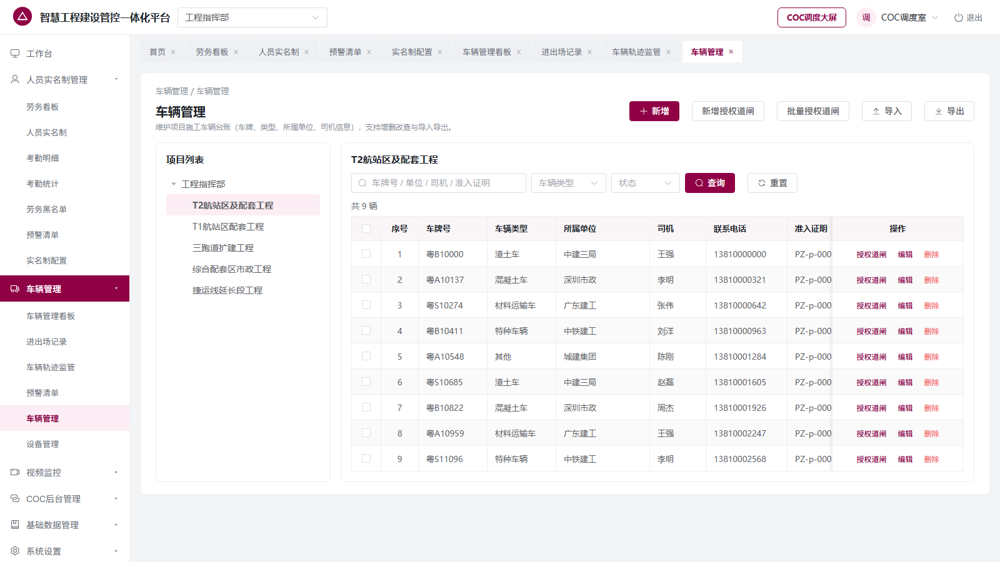 智慧工程建设管控一体化平台
工程指挥部
COC调度大屏
调
COC调度室
退出
工作台
人员实名制管理
劳务看板
人员实名制
考勤明细
考勤统计
劳务黑名单
预警清单
实名制配置
车辆管理
车辆管理看板
进出场记录
车辆轨迹监管
预警清单
车辆管理
设备管理
视频监控
COC后台管理
基础数据管理
系统设置
首页 × 劳务看板 × 人员实名制 × 预警清单 × 实名制配置 × 车辆管理看板 × 进出场记录 × 车辆轨迹监管 × 车辆管理 ×
车辆管理 / 车辆管理
车辆管理
维护项目施工车辆台账（车牌、类型、所属单位、司机信息），支持增删改查与导入导出。
新增 新增授权道闸 批量授权道闸 导入 导出
项目列表
工程指挥部
T2航站区及配套工程
T1航站区配套工程
三跑道扩建工程
综合配套区市政工程
捷运线延长段工程
T2航站区及配套工程
车牌号 / 单位 / 司机 / 准入证明 车辆类型 状态 查询 重置
共 9 辆
序号 车牌号 车辆类型 所属单位 司机 联系电话 准入证明 操作
1 粤B10000 渣土车 中建三局 王强 13810000000 PZ-p-000 授权道闸 编辑 删除
2 粤A10137 混凝土车 深圳市政 李明 13810000321 PZ-p-000 授权道闸 编辑 删除
3 粤S10274 材料运输车 广东建工 张伟 13810000642 PZ-p-000 授权道闸 编辑 删除
4 粤B10411 特种车辆 中铁建工 刘洋 13810000963 PZ-p-000 授权道闸 编辑 删除
5 粤A10548 其他 城建集团 陈刚 13810001284 PZ-p-000 授权道闸 编辑 删除
6 粤S10685 渣土车 中建三局 赵磊 13810001605 PZ-p-000 授权道闸 编辑 删除
7 粤B10822 混凝土车 深圳市政 周杰 13810001926 PZ-p-000 授权道闸 编辑 删除
8 粤A10959 材料运输车 广东建工 王强 13810002247 PZ-p-000 授权道闸 编辑 删除
9 粤S11096 特种车辆 中铁建工 李明 13810002568 PZ-p-000 授权道闸 编辑 删除